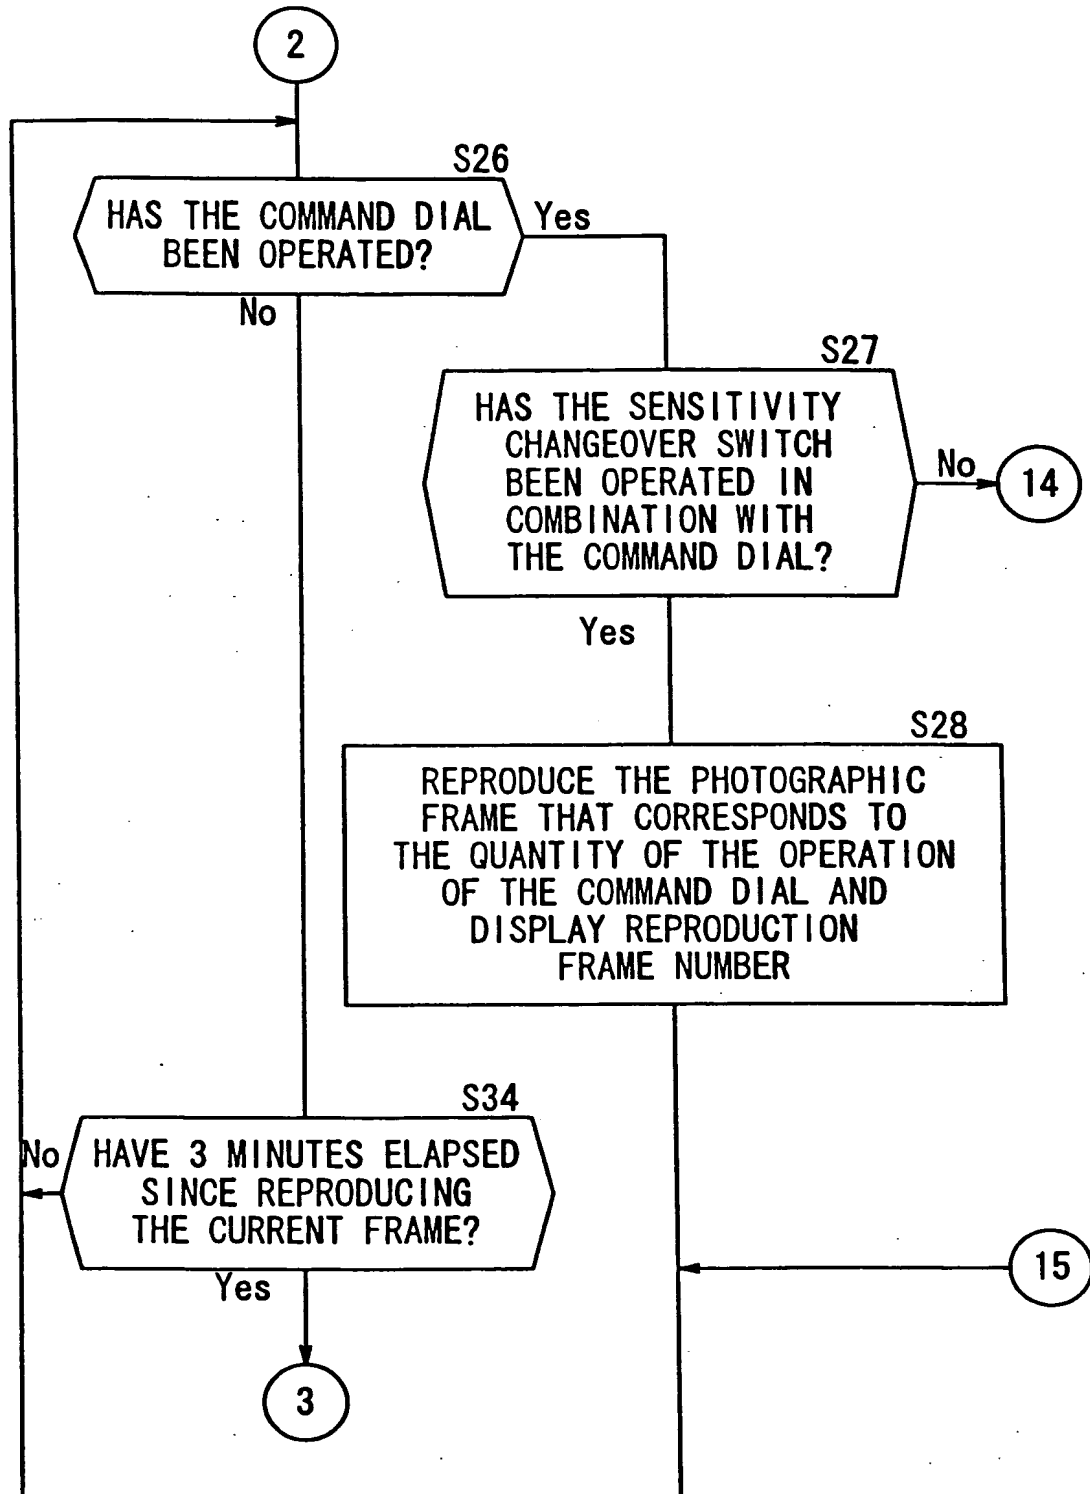 2
S26
HAS THE COMMAND DIAL
BEEN OPERATED?
Yes
No
S27
HAS THE SENSITIVITY
CHANGEOVER SWITCH
BEEN OPERATED IN
COMBINATION WITH
THE COMMAND DIAL?
No
14
Yes
S28
REPRODUCE THE PHOTOGRAPHIC
FRAME THAT CORRESPONDS TO
THE QUANTITY OF THE OPERATION
OF THE COMMAND DIAL AND
DISPLAY REPRODUCTION
FRAME NUMBER
S34
No
HAVE 3 MINUTES ELAPSED
SINCE REPRODUCING
THE CURRENT FRAME?
Yes
15
3